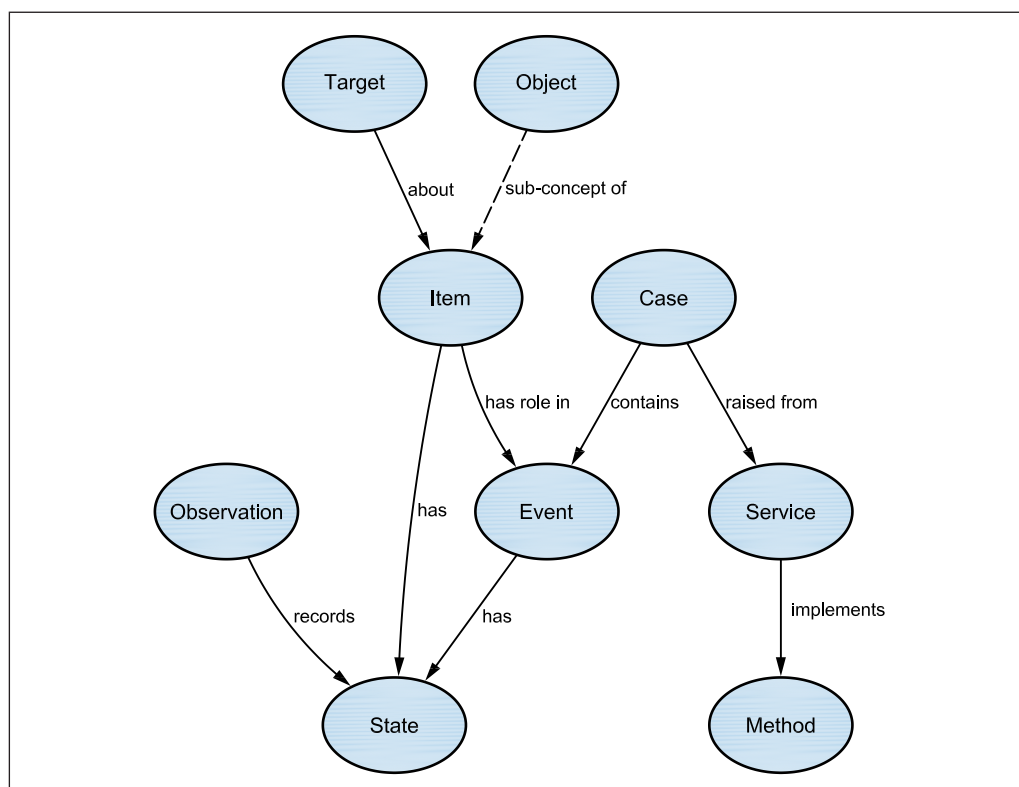 Target
Object
about
sub-concept of
Item
Case
has role in
contains
raised from
Observation
has
Event
Service
records
has
implements
State
Method